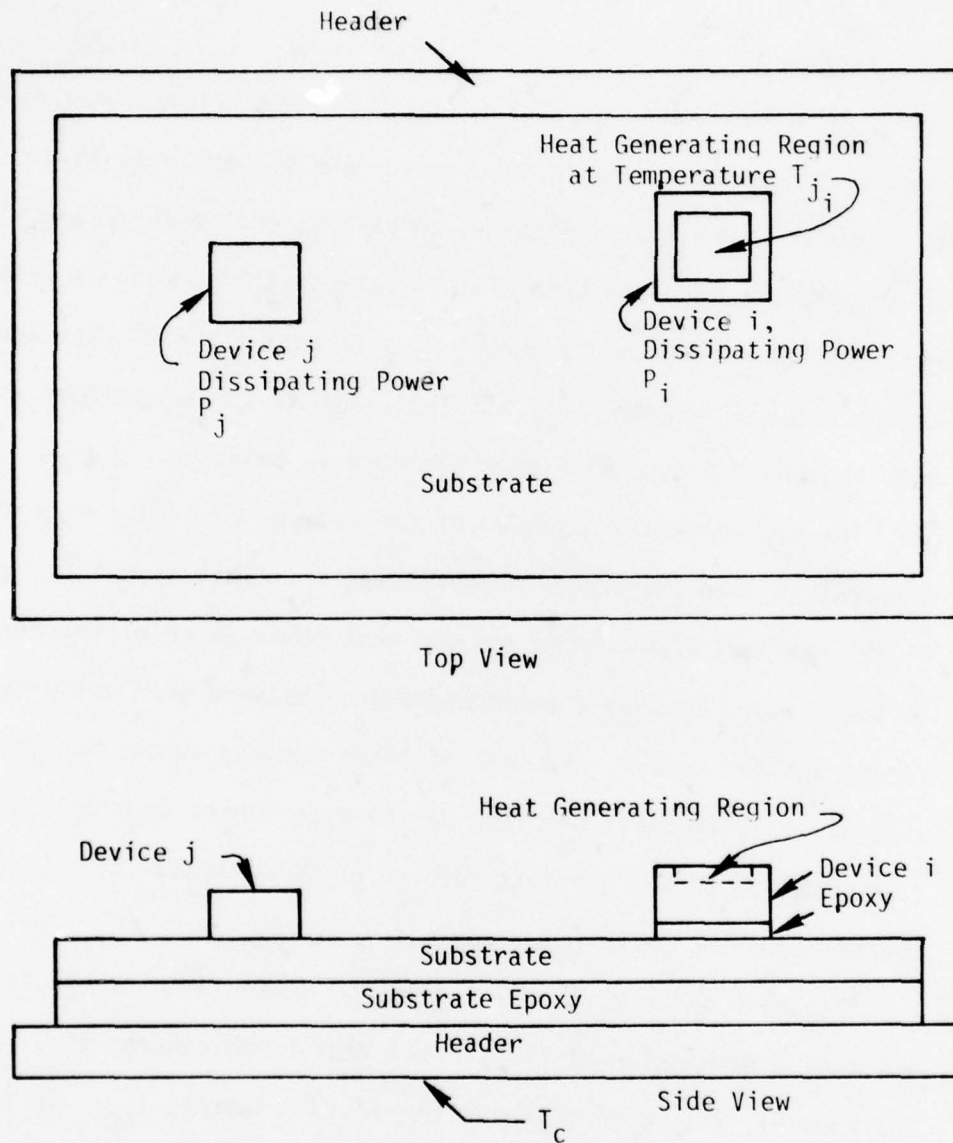 Header
Heat Generating Region
at Temperature T_j_i
Device j
Dissipating Power
P_j
Device i,
Dissipating Power
P_i
Substrate
Top View
Heat Generating Region
Device j
Device i
Epoxy
Substrate
Substrate Epoxy
Header
Side View
T_C